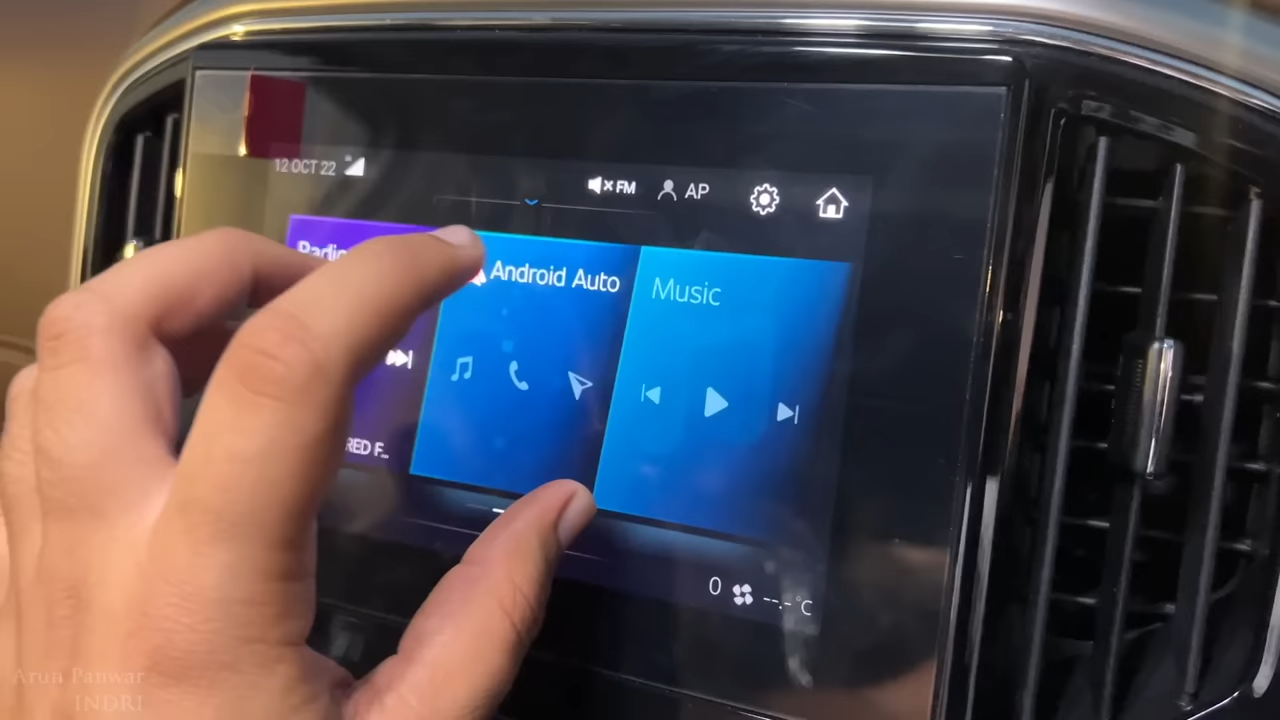 12 OCT 22
FM
AP
Radio
Android Auto
Music
RED F...
0
--.- °C
Arun Panwar
INDRI